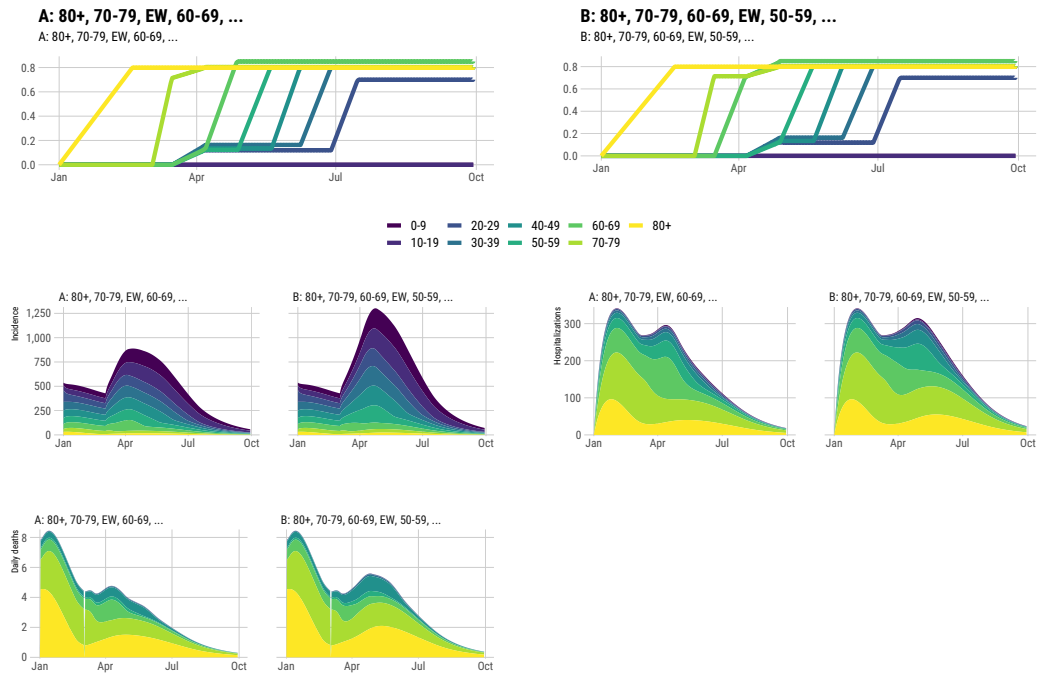 A: 80+, 70-79, EW, 60-69, ...
A: 80+, 70-79, EW, 60-69, ...
0.8
0.6
0.4
0.2
0.0
Jan Apr Jul Oct
B: 80+, 70-79, 60-69, EW, 50-59, ...
B: 80+, 70-79, 60-69, EW, 50-59, ...
0.8
0.6
0.4
0.2
0.0
Jan Apr Jul Oct
0-9 20-29 40-49 60-69 80+
10-19 30-39 50-59 70-79
A: 80+, 70-79, EW, 60-69, ...
Incidence
1,250
1,000
750
500
250
0
Jan Apr Jul Oct
B: 80+, 70-79, 60-69, EW, 50-59, ...
Jan Apr Jul Oct
A: 80+, 70-79, EW, 60-69, ...
Hospitalizations
300
200
100
0
Jan Apr Jul Oct
B: 80+, 70-79, 60-69, EW, 50-59, ...
Jan Apr Jul Oct
A: 80+, 70-79, EW, 60-69, ...
Daily deaths
8
6
4
2
0
Jan Apr Jul Oct
B: 80+, 70-79, 60-69, EW, 50-59, ...
Jan Apr Jul Oct